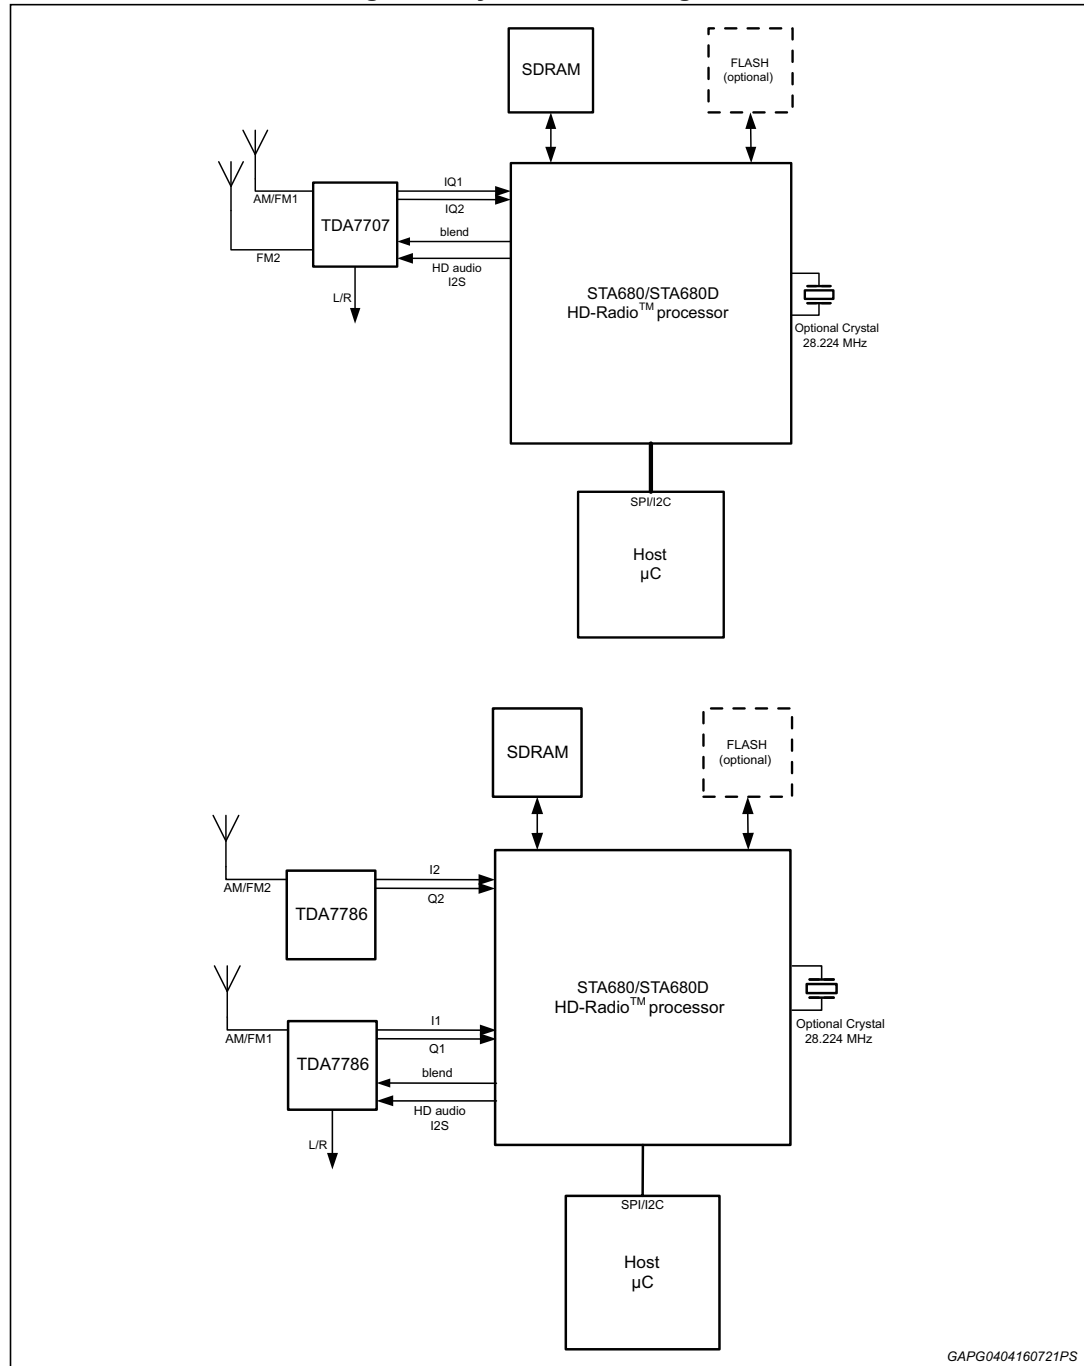 SDRAM
FLASH
(optional)
AM/FM1
FM2
TDA7707
IQ1
IQ2
blend
HD audio
I2S
L/R
STA680/STA680D
HD-Radio™ processor
Optional Crystal
28.224 MHz
SPI/I2C
Host
µC
SDRAM
FLASH
(optional)
AM/FM2
TDA7786
I2
Q2
AM/FM1
TDA7786
I1
Q1
blend
HD audio
I2S
L/R
STA680/STA680D
HD-Radio™ processor
Optional Crystal
28.224 MHz
SPI/I2C
Host
µC
GAPG0404160721PS